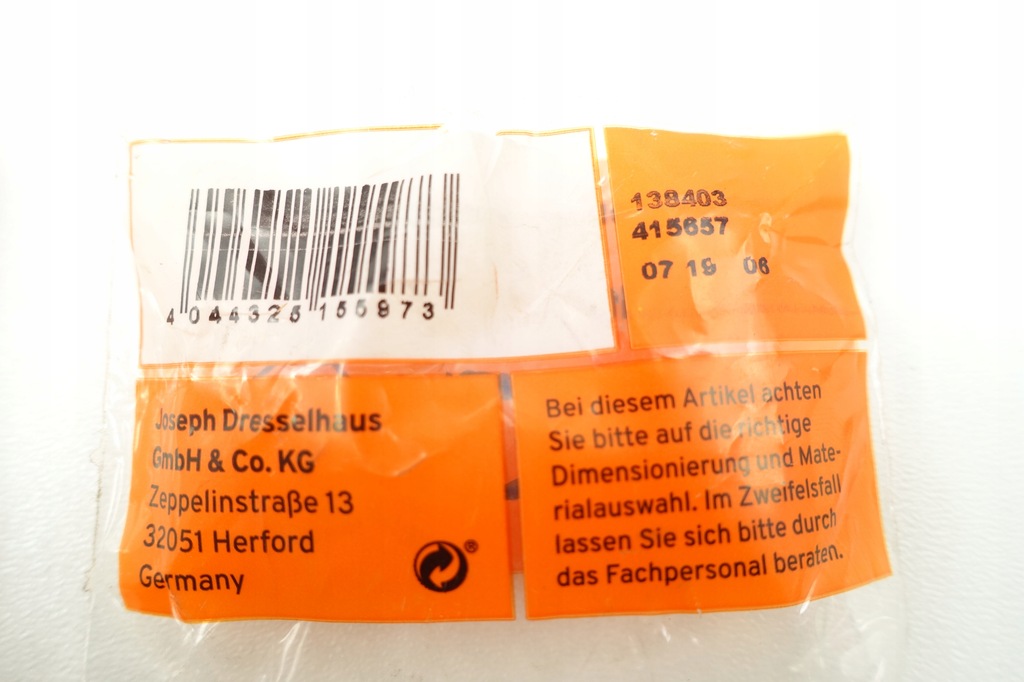 4 044325 155973
138403
415657
07 19 06
Joseph Dresselhaus
GmbH & Co. KG
Zeppelinstraße 13
32051 Herford
Germany
®
Bei diesem Artikel achten
Sie bitte auf die richtige
Dimensionierung und Mate-
rialauswahl. Im Zweifelsfall
lassen Sie sich bitte durch
das Fachpersonal beraten.